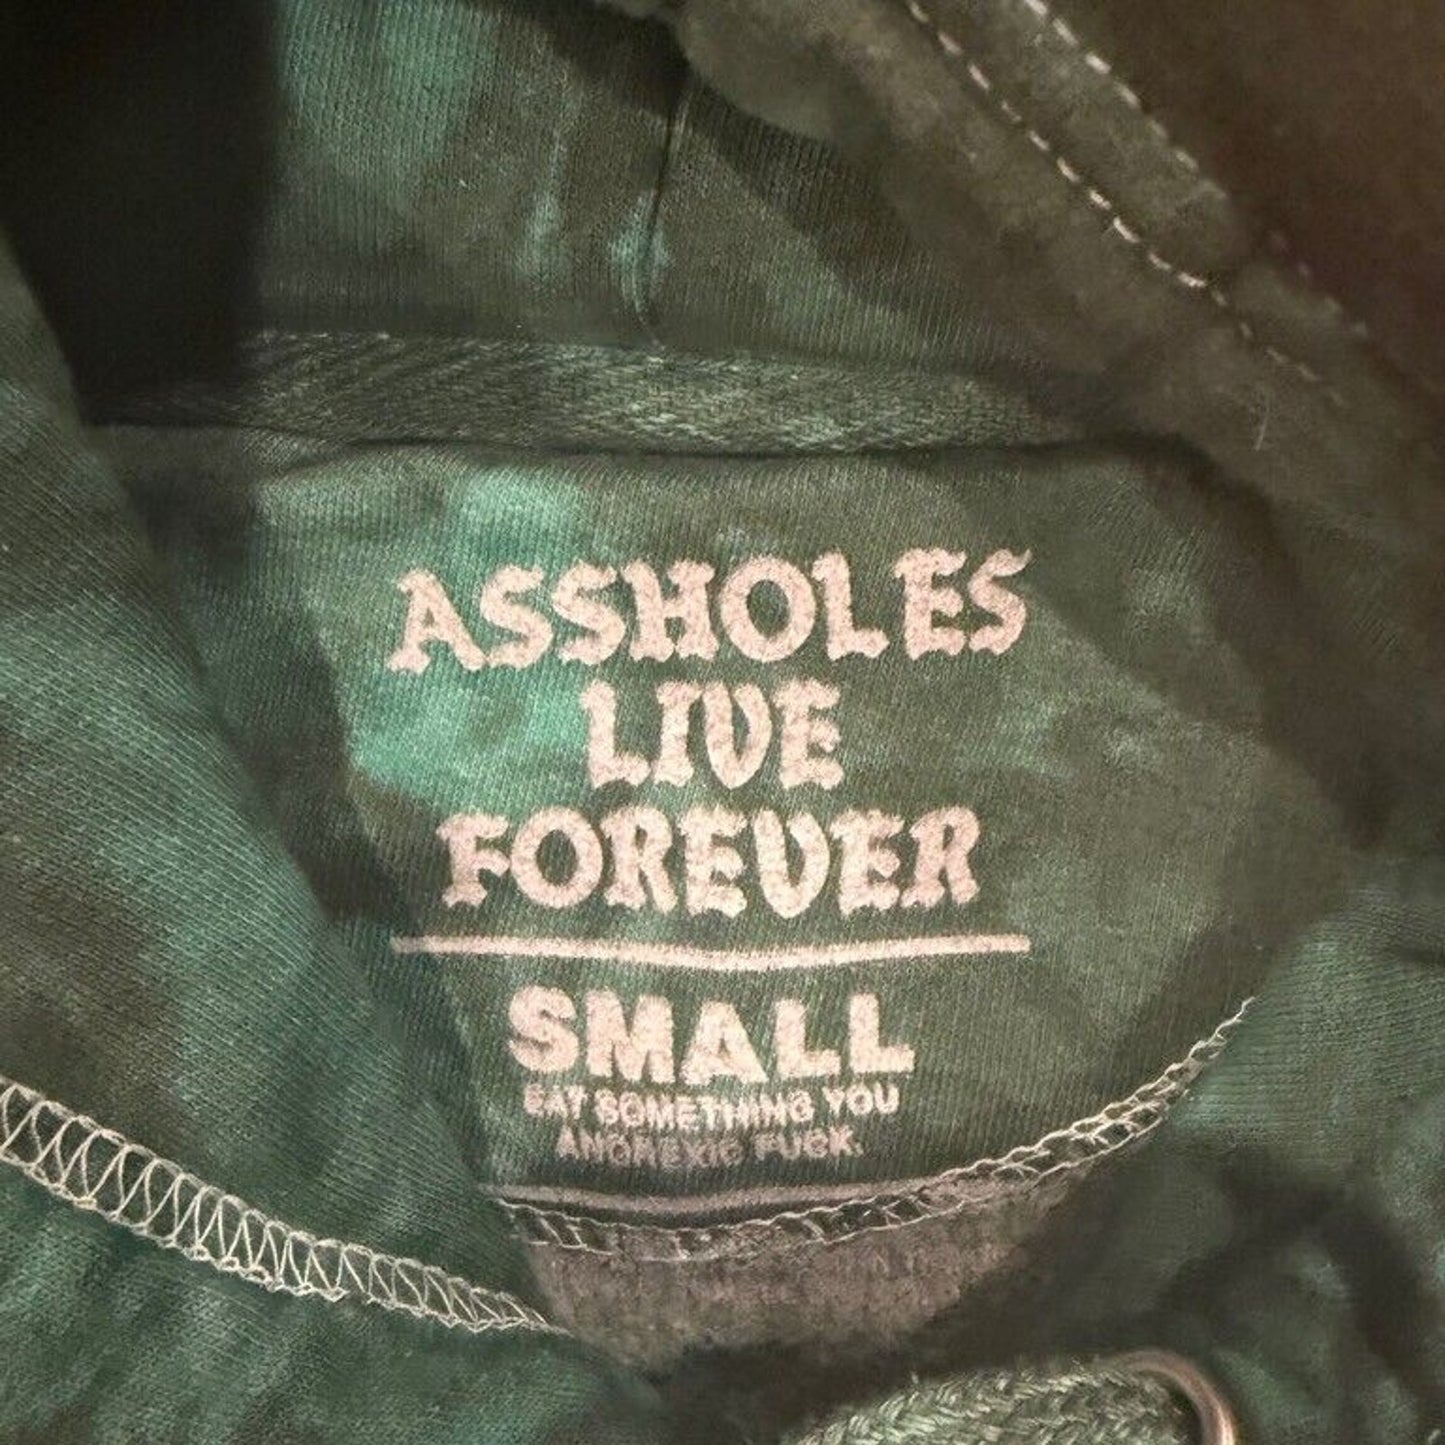 ASSHOLES
LIVE
FOREVER
SMALL
EAT SOMETHING YOU
ANOREXIC FUCK.